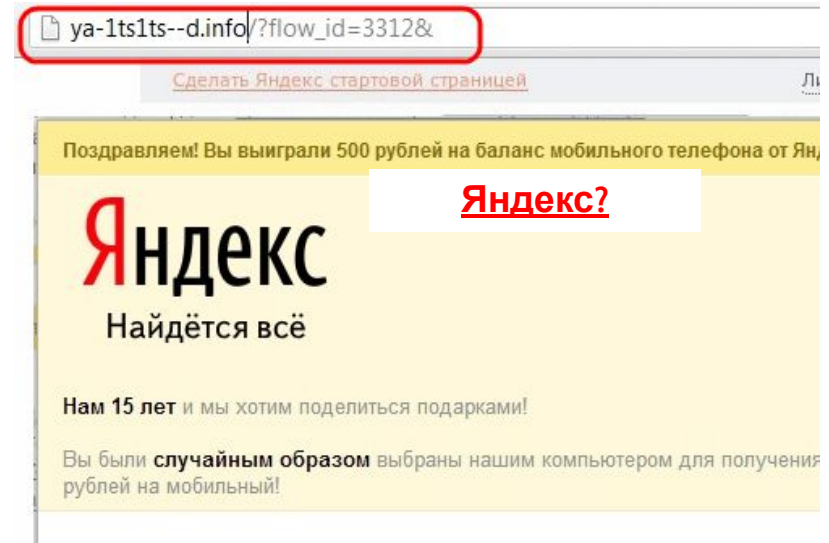 ya-1ts1ts--d.info/?flow_id=3312&
Сделать Яндекс стартовой страницей
Поздравляем! Вы выиграли 500 рублей на баланс мобильного телефона от
Яндекс?
Яндекс
Найдётся всё
Нам 15 лет и мы хотим поделиться подарками!
Вы были случайным образом выбраны нашим компьютером для получения
рублей на мобильный!